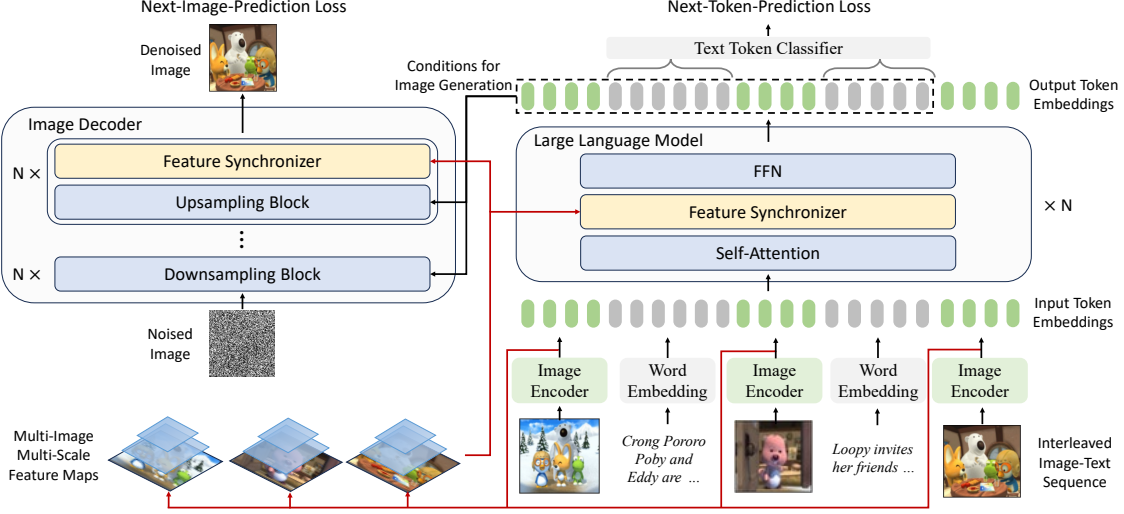 Next-Image-Prediction Loss
Next-Token-Prediction Loss
Denoised
Image
Text Token Classifier
Conditions for
Image Generation
Output Token
Embeddings
Image Decoder
N ×
Feature Synchronizer
Upsampling Block
N ×
Downsampling Block
Large Language Model
FFN
Feature Synchronizer
Self-Attention
× N
Noised
Image
Input Token
Embeddings
Image
Encoder
Word
Embedding
Image
Encoder
Word
Embedding
Image
Encoder
Multi-Image
Multi-Scale
Feature Maps
Crong Pororo
Poby and
Eddy are ...
Loopy invites
her friends ...
Interleaved
Image-Text
Sequence